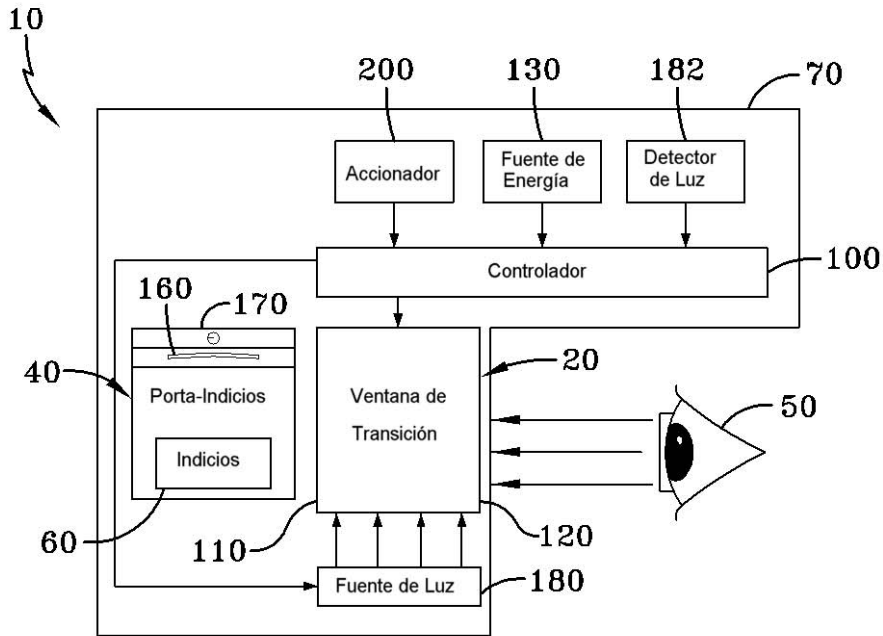 10
200
130
182
70
Accionador
Fuente de
Energía
Detector
de Luz
Controlador
100
160
170
40
Porta-Indicios
Indicios
60
Ventana de
Transición
20
50
110
120
Fuente de Luz
180